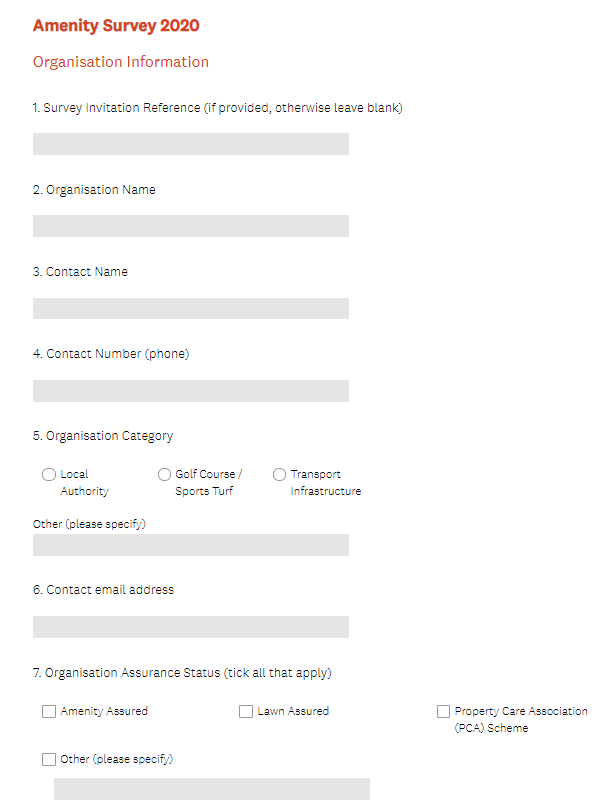 Amenity Survey 2020
Organisation Information
1. Survey Invitation Reference (if provided, otherwise leave blank)
2. Organisation Name
3. Contact Name
4. Contact Number (phone)
5. Organisation Category
Local Authority
Golf Course / Sports Turf
Transport Infrastructure
Other (please specify)
6. Contact email address
7. Organisation Assurance Status (tick all that apply)
Amenity Assured
Lawn Assured
Property Care Association (PCA) Scheme
Other (please specify)